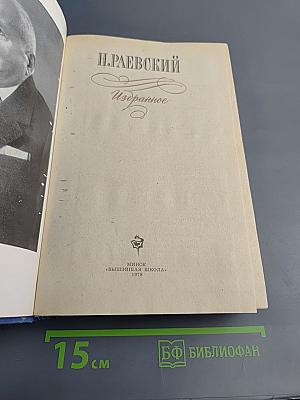 Н.РАЕВСКИЙ
Избранное
МИНСК
«ВЫШЭЙШАЯ ШКОЛА»
1978
15 см
БФ БИБЛИОФАН